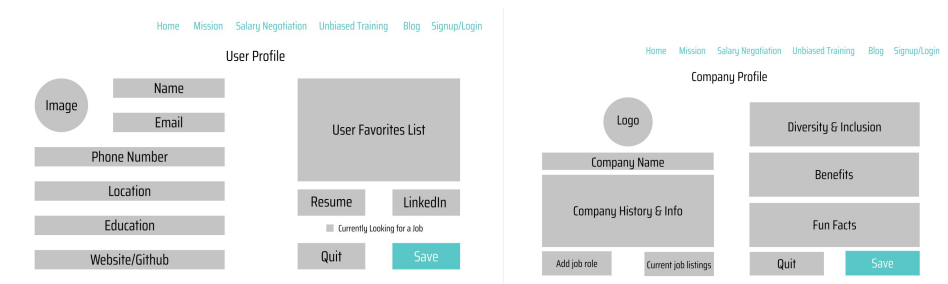 Home Mission Salary Negotiation Unbiased Training Blog Signup/Login
User Profile
Image
Name
Email
Phone Number
Location
Education
Website/Github
User Favorites List
Resume LinkedIn
Currently Looking for a Job
Quit Save
Home Mission Salary Negotiation Unbiased Training Blog Signup/Login
Company Profile
Logo
Company Name
Company History & Info
Add job role Current job listings
Diversity & Inclusion
Benefits
Fun Facts
Quit Save